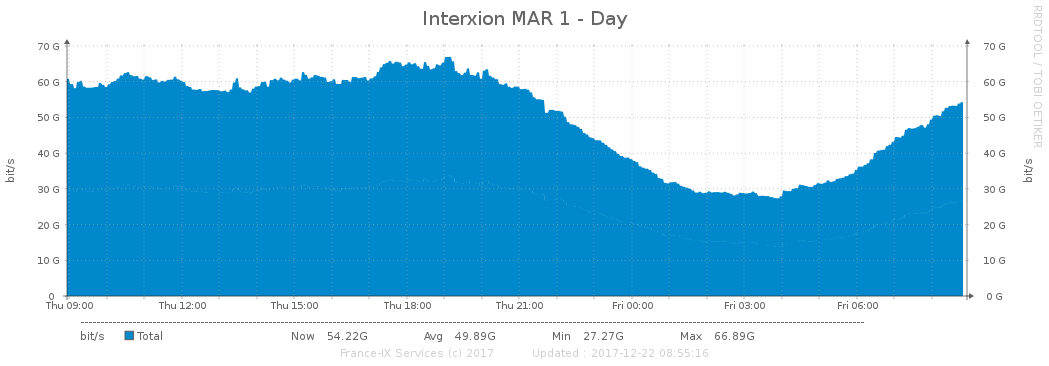 Interxion MAR 1 - Day
RRDTOOL / TOBI OETIKER
70 G 70 G
60 G 60 G
50 G 50 G
40 G 40 G
bit/s bit/s
30 G 30 G
20 G 20 G
10 G 10 G
0 0 G
Thu 09:00 Thu 12:00 Thu 15:00 Thu 18:00 Thu 21:00 Fri 00:00 Fri 03:00 Fri 06:00
bit/s Total Now 54.22G Avg 49.89G Min 27.27G Max 66.89G
France-IX Services (c) 2017 Updated : 2017-12-22 08:55:16